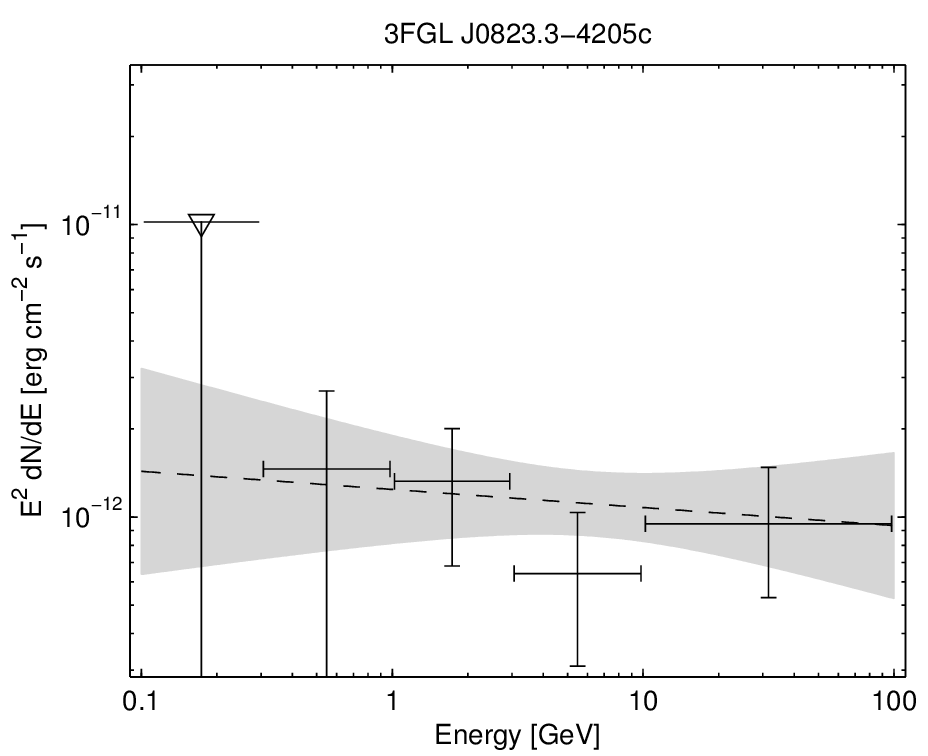 3FGL J0823.3−4205c
E² dN/dE [erg cm⁻² s⁻¹]
10⁻¹¹
10⁻¹²
0.1 1 10 100
Energy [GeV]